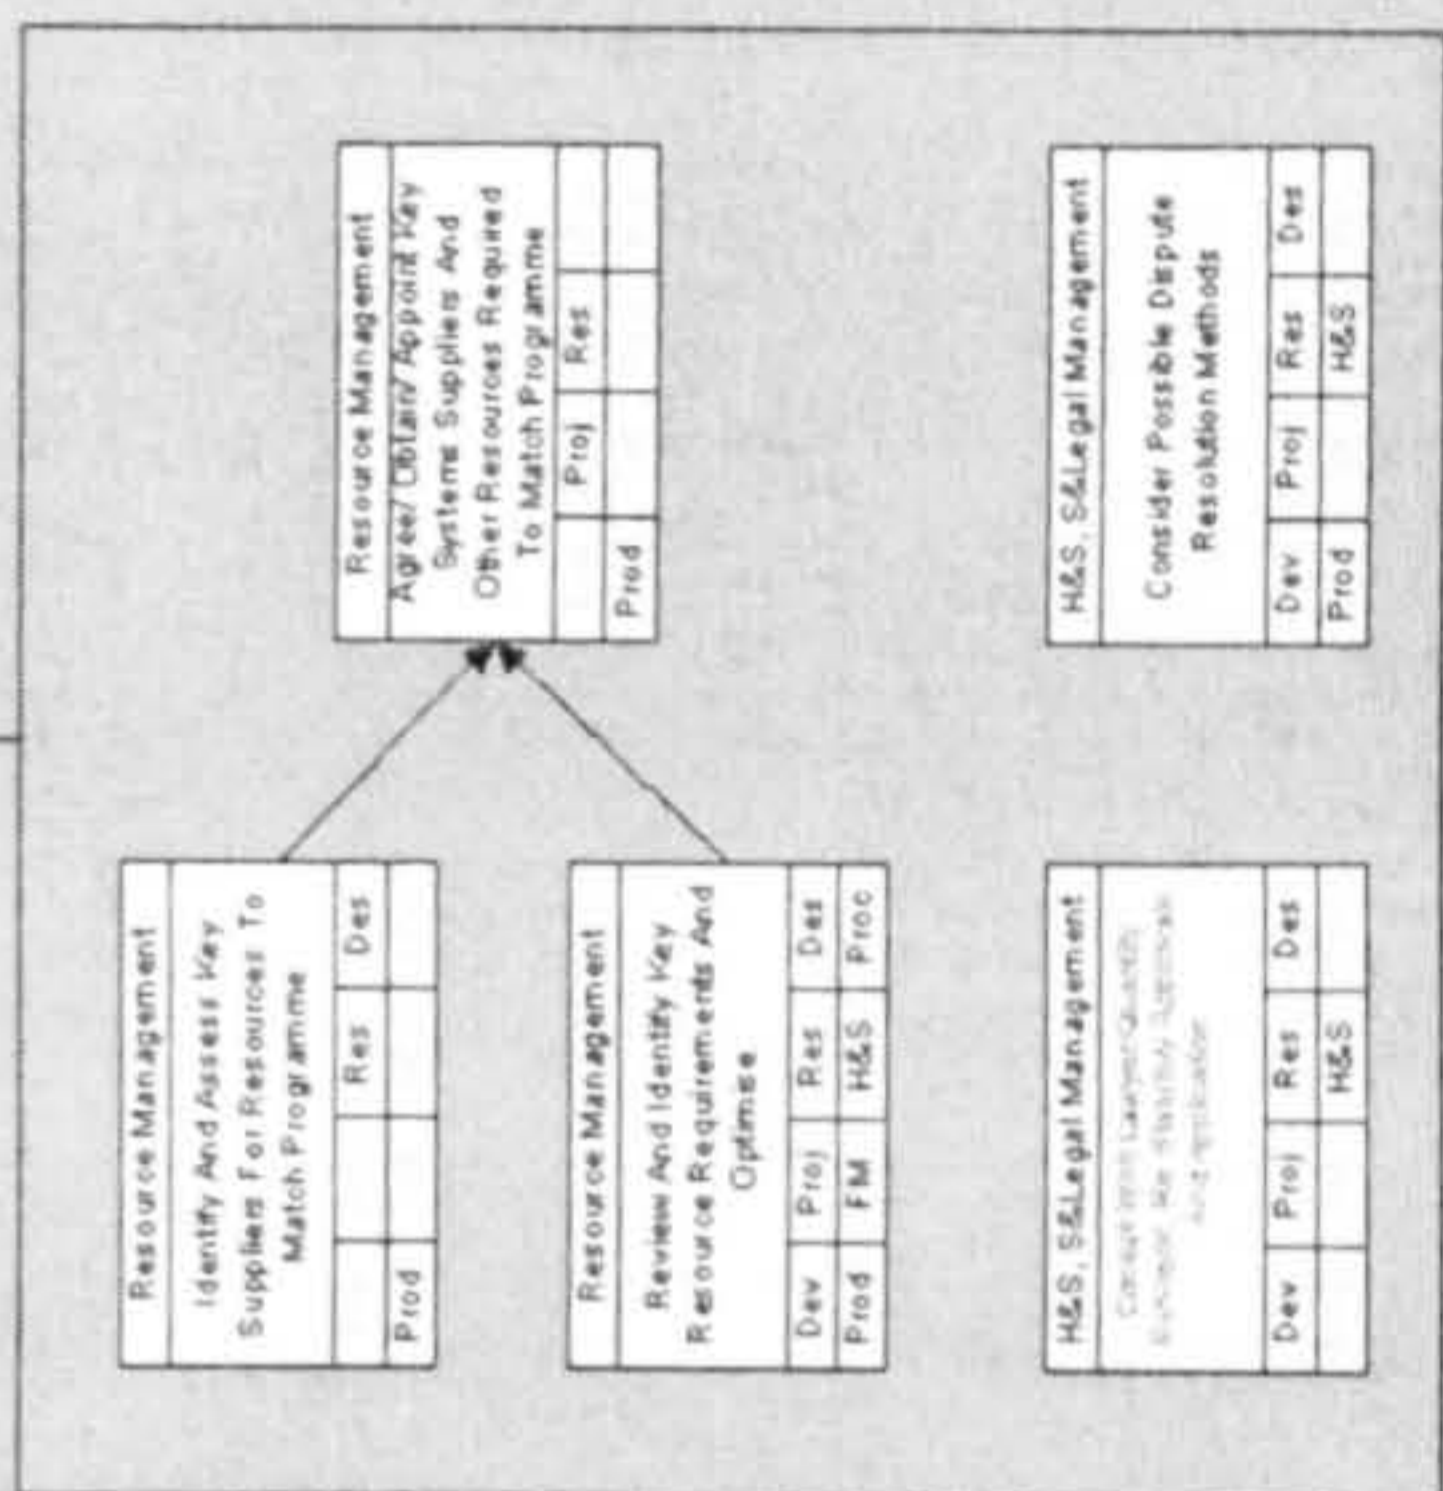 Resource Management
Identify And Assess Key
Suppliers For Resources To
Match Programme
Res Des
Prod
Resource Management
Agree/ Obtain/ Appoint Key
Systems Suppliers And
Other Resources Required
To Match Programme
Proj Res
Prod
Resource Management
Review And Identify Key
Resource Requirements And
Optimise
Dev Proj Res Des
Prod FM H&S Proc
H&S, S&Legal Management
Dev Proj Res Des
H&S
H&S, S&Legal Management
Consider Possible Dispute
Resolution Methods
Dev Proj Res Des
Prod H&S